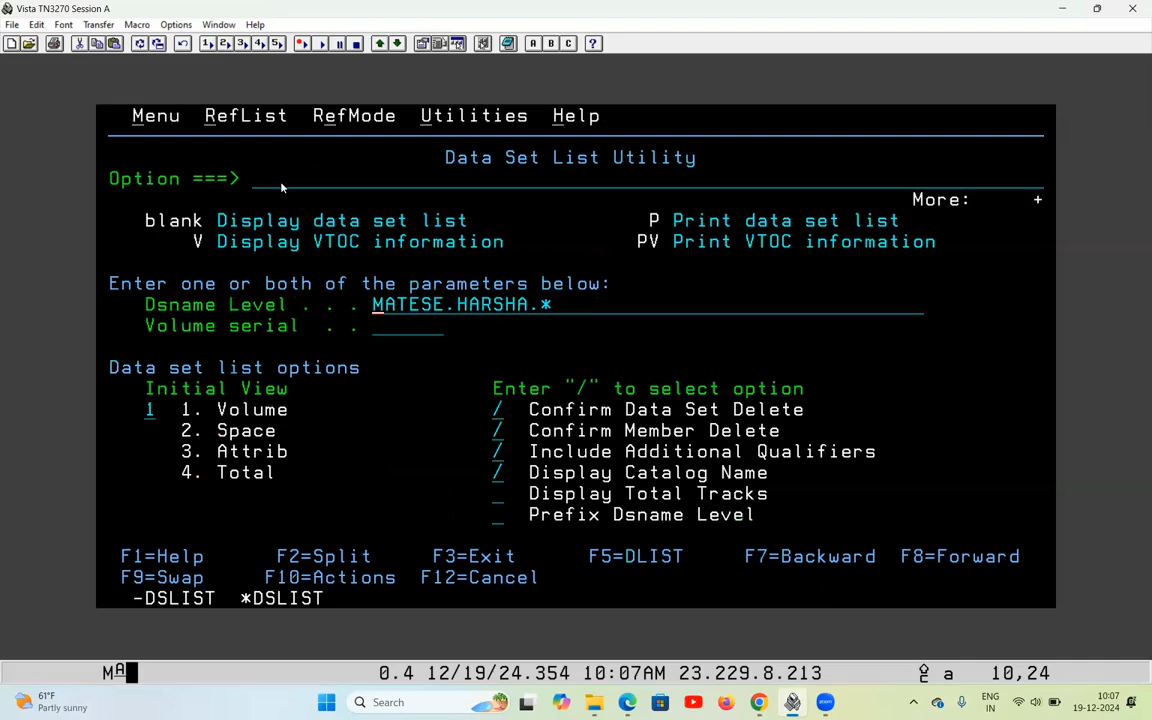 Vista TN3270 Session A
File Edit Font Transfer Macro Options Window Help
1 2 3 4 5 A B C ?
Menu RefList RefMode Utilities Help
Data Set List Utility
Option ===>
More: +
blank Display data set list P Print data set list
V Display VTOC information PV Print VTOC information
Enter one or both of the parameters below:
Dsname Level . . . MATESE.HARSHA.*
Volume serial . .
Data set list options
Initial View Enter "/" to select option
1 1. Volume / Confirm Data Set Delete
2. Space / Confirm Member Delete
3. Attrib / Include Additional Qualifiers
4. Total / Display Catalog Name
_ Display Total Tracks
_ Prefix Dsname Level
F1=Help F2=Split F3=Exit F5=DLIST F7=Backward F8=Forward
F9=Swap F10=Actions F12=Cancel
-DSLIST *DSLIST
MA 0.4 12/19/24.354 10:07AM 23.229.8.213 a 10,24
61°F
Partly sunny
Search
ENG
IN
10:07
19-12-2024